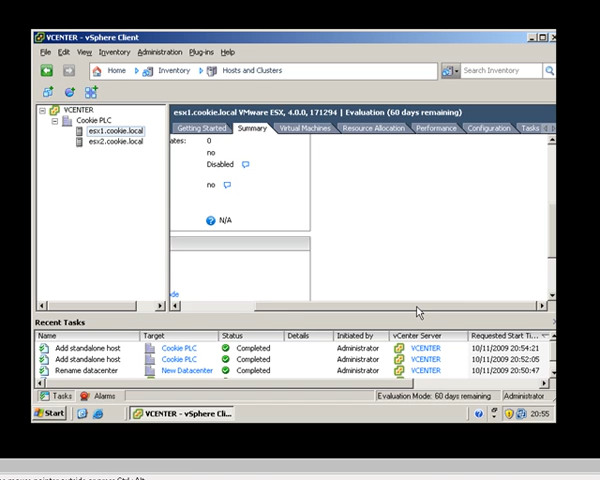 VCENTER - vSphere Client
File Edit View Inventory Administration Plug-ins Help
Home Inventory Hosts and Clusters Search Inventory
VCENTER
Cookie PLC
esx1.cookie.local
esx2.cookie.local
esx1.cookie.local VMware ESX, 4.0.0, 171294 | Evaluation (60 days remaining)
Getting Started Summary Virtual Machines Resource Allocation Performance Configuration Tasks
ates: 0
no
Disabled
no
N/A
de
Recent Tasks
Name Target Status Details Initiated by vCenter Server Requested Start Ti...
Add standalone host Cookie PLC Completed Administrator VCENTER 10/11/2009 20:54:21
Add standalone host Cookie PLC Completed Administrator VCENTER 10/11/2009 20:52:05
Rename datacenter New Datacenter Completed Administrator VCENTER 10/11/2009 20:50:47
Tasks Alarms Evaluation Mode: 60 days remaining Administrator
Start VCENTER - vSphere Cli... 20:55